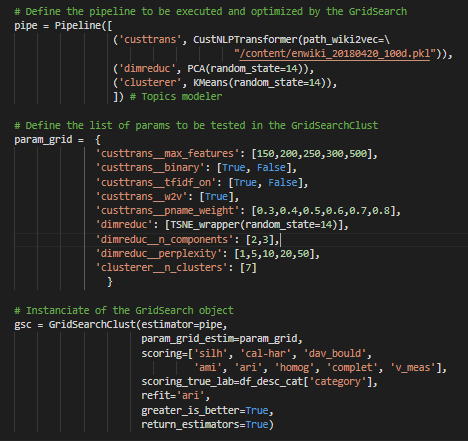 # Define the pipeline to be executed and optimized by the GridSearch
pipe = Pipeline([
('custtrans', CustNLPTransformer(path_wiki2vec=\
"/content/enwiki_20180420_100d.pkl")),
('dimreduc', PCA(random_state=14)),
('clusterer', KMeans(random_state=14)),
]) # Topics modeler
# Define the list of params to be tested in the GridSearchClust
param_grid =  {
'custtrans__max_features': [150,200,250,300,500],
'custtrans__binary': [True, False],
'custtrans__tfidf_on': [True, False],
'custtrans__w2v': [True],
'custtrans__pname_weight': [0.3,0.4,0.5,0.6,0.7,0.8],
'dimreduc': [TSNE_wrapper(random_state=14)],
'dimreduc__n_components': [2,3],
'dimreduc__perplexity': [1,5,10,20,50],
'clusterer__n_clusters': [7]
}
# Instanciate of the GridSearch object
gsc = GridSearchClust(estimator=pipe,
param_grid_estim=param_grid,
scoring=['silh', 'cal-har', 'dav_bould',
'ami', 'ari', 'homog', 'complet', 'v_meas'],
scoring_true_lab=df_desc_cat['category'],
refit='ari',
greater_is_better=True,
return_estimators=True)